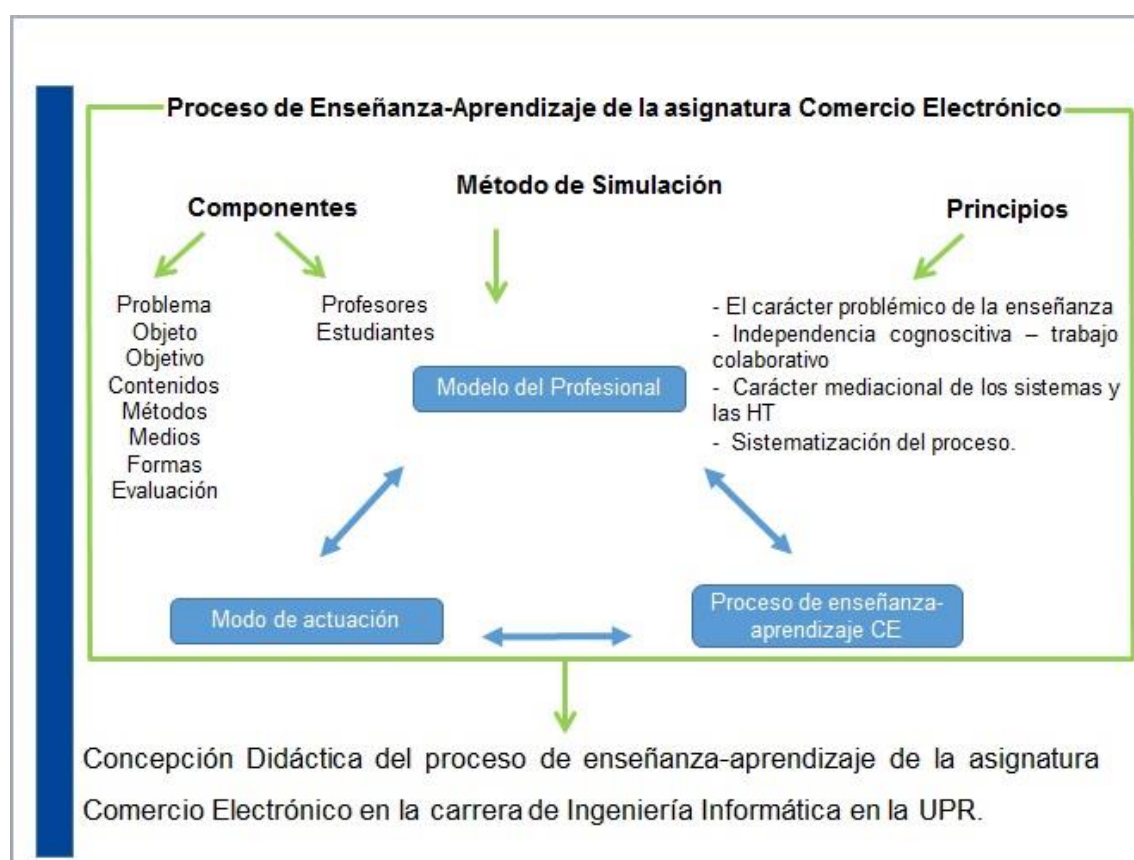 Proceso de Enseñanza-Aprendizaje de la asignatura Comercio Electrónico
Método de Simulación
Componentes
Principios
Problema
Objeto
Objetivo
Contenidos
Métodos
Medios
Formas
Evaluación
Profesores
Estudiantes
- El carácter problémico de la enseñanza
- Independencia cognoscitiva – trabajo
colaborativo
- Carácter mediacional de los sistemas y
las HT
- Sistematización del proceso.
Modelo del Profesional
Modo de actuación
Proceso de enseñanza-
aprendizaje CE
Concepción Didáctica del proceso de enseñanza-aprendizaje de la asignatura
Comercio Electrónico en la carrera de Ingeniería Informática en la UPR.